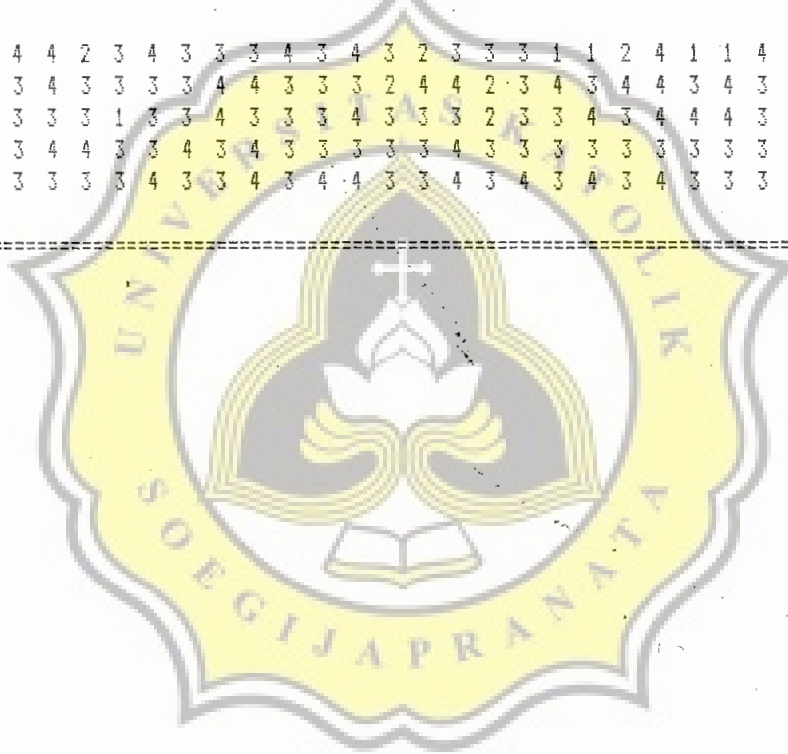 4 4 2 3 4 3 3 3 4 3 4 3 2 3 3 3 1 1 2 4 1 1 4
3 4 3 3 3 3 4 4 3 3 3 2 4 4 2 3 4 3 4 4 3 4 3
3 3 3 1 3 3 4 3 3 3 4 3 3 3 2 3 3 4 3 4 4 4 3
3 4 4 3 3 4 3 4 3 3 3 3 3 4 3 3 3 3 3 3 3 3 3
3 3 3 3 4 3 3 4 3 4 4 3 3 4 3 4 3 4 3 4 3 3 3
UNIVERSITAS KATOLIK
SOEGIJAPRANATA